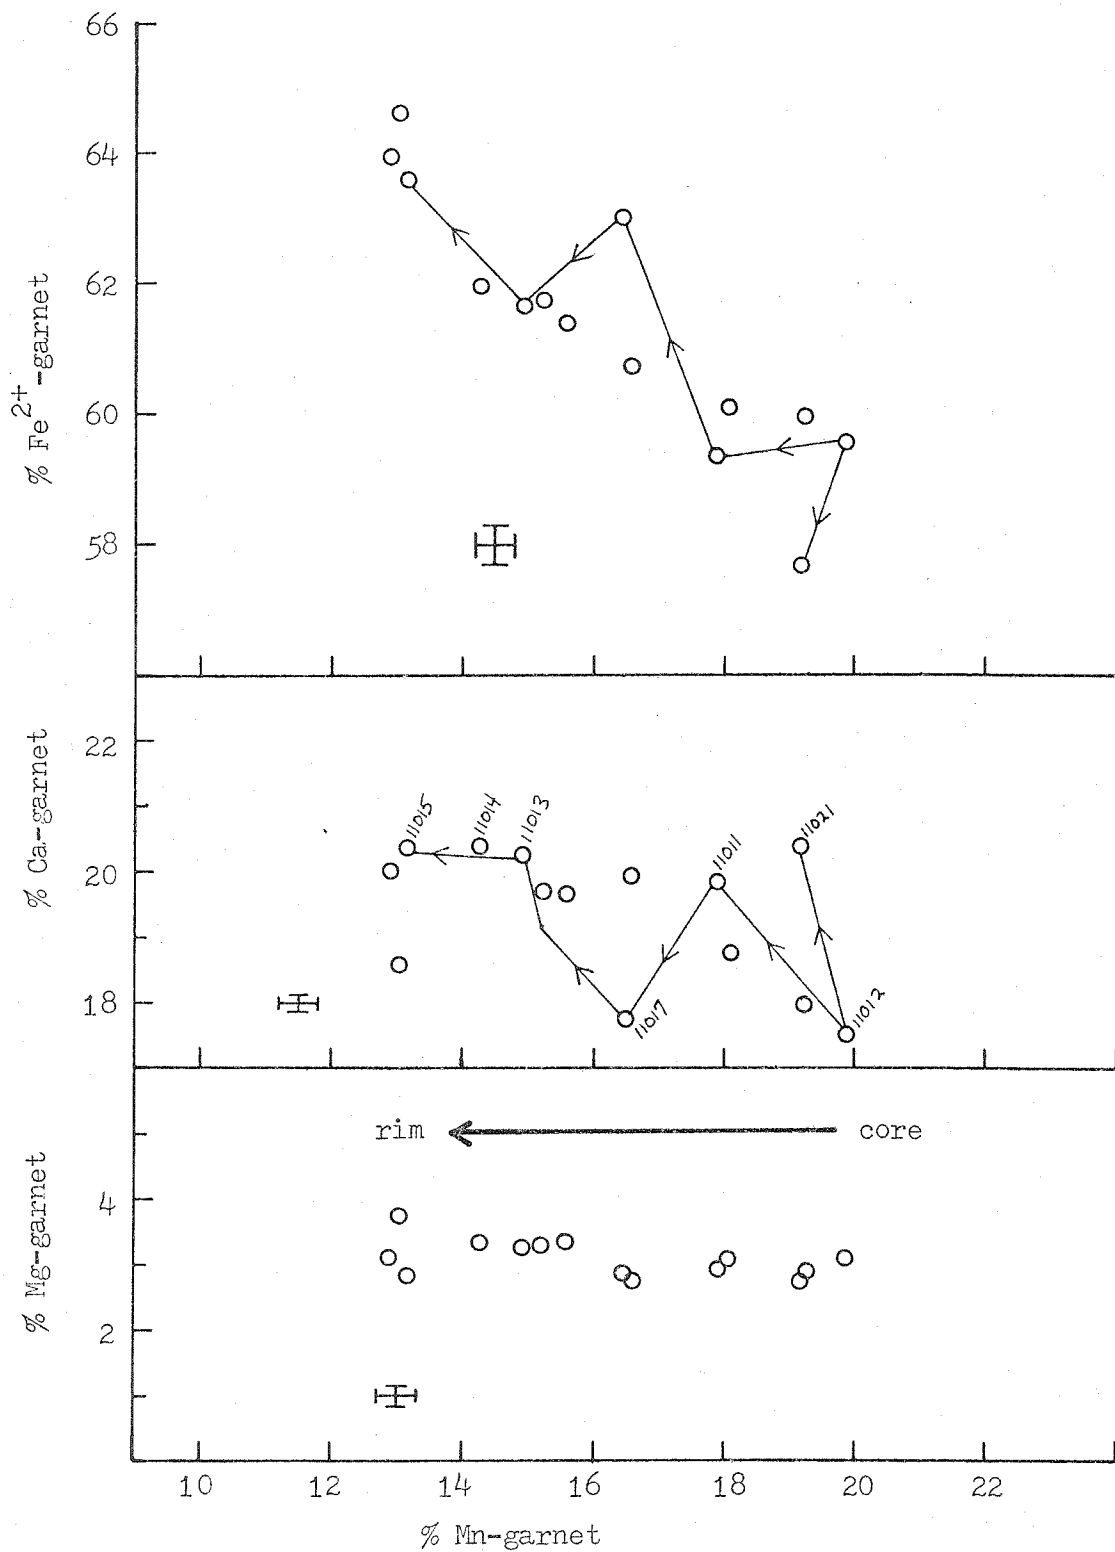 66
64
62
60
58
% Fe2+-garnet
22
20
18
% Ca-garnet
11015
11014
11013
11011
11021
11017
11012
rim
core
4
2
% Mg-garnet
10 12 14 16 18 20 22
% Mn-garnet